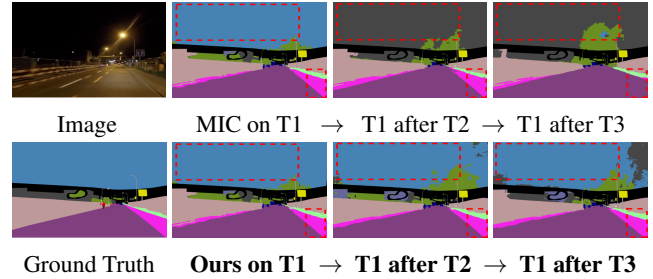 Image MIC on T1 → T1 after T2 → T1 after T3
Ground Truth Ours on T1 → T1 after T2 → T1 after T3